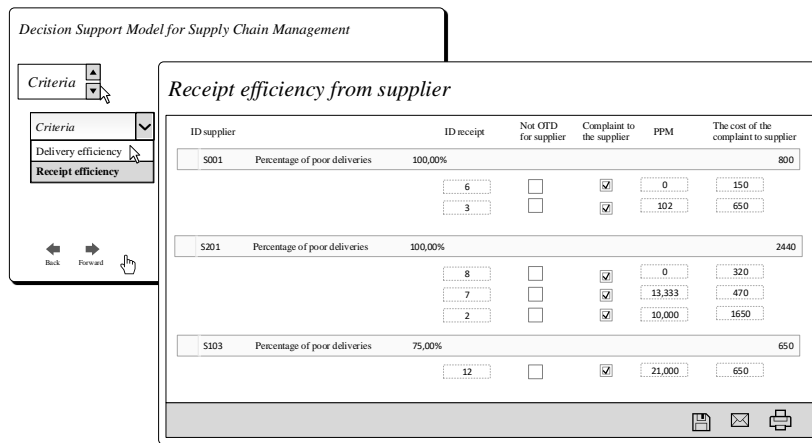 Decision Support Model for Supply Chain Management
Criteria
Criteria
Delivery efficiency
Receipt efficiency
Back Forward
Receipt efficiency from supplier
ID supplier ID receipt Not OTD for supplier Complaint to the supplier PPM The cost of the complaint to supplier
S001 Percentage of poor deliveries 100,00% 800
6 0 150
3 102 650
S201 Percentage of poor deliveries 100,00% 2440
8 0 320
7 13,333 470
2 10,000 1650
S103 Percentage of poor deliveries 75,00% 650
12 21,000 650